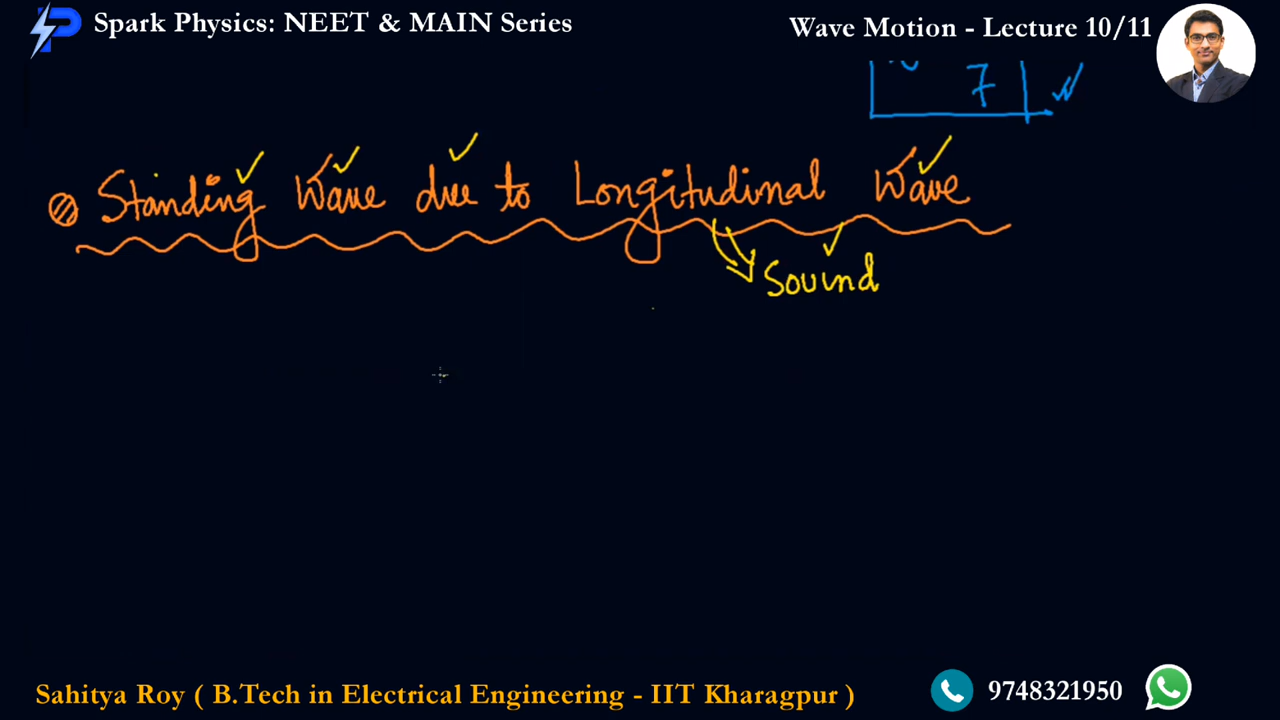 Spark Physics: NEET & MAIN Series
Wave Motion - Lecture 10/11
7
Standing Wave due to Longitudinal Wave
Sound
Sahitya Roy ( B.Tech in Electrical Engineering - IIT Kharagpur )
9748321950